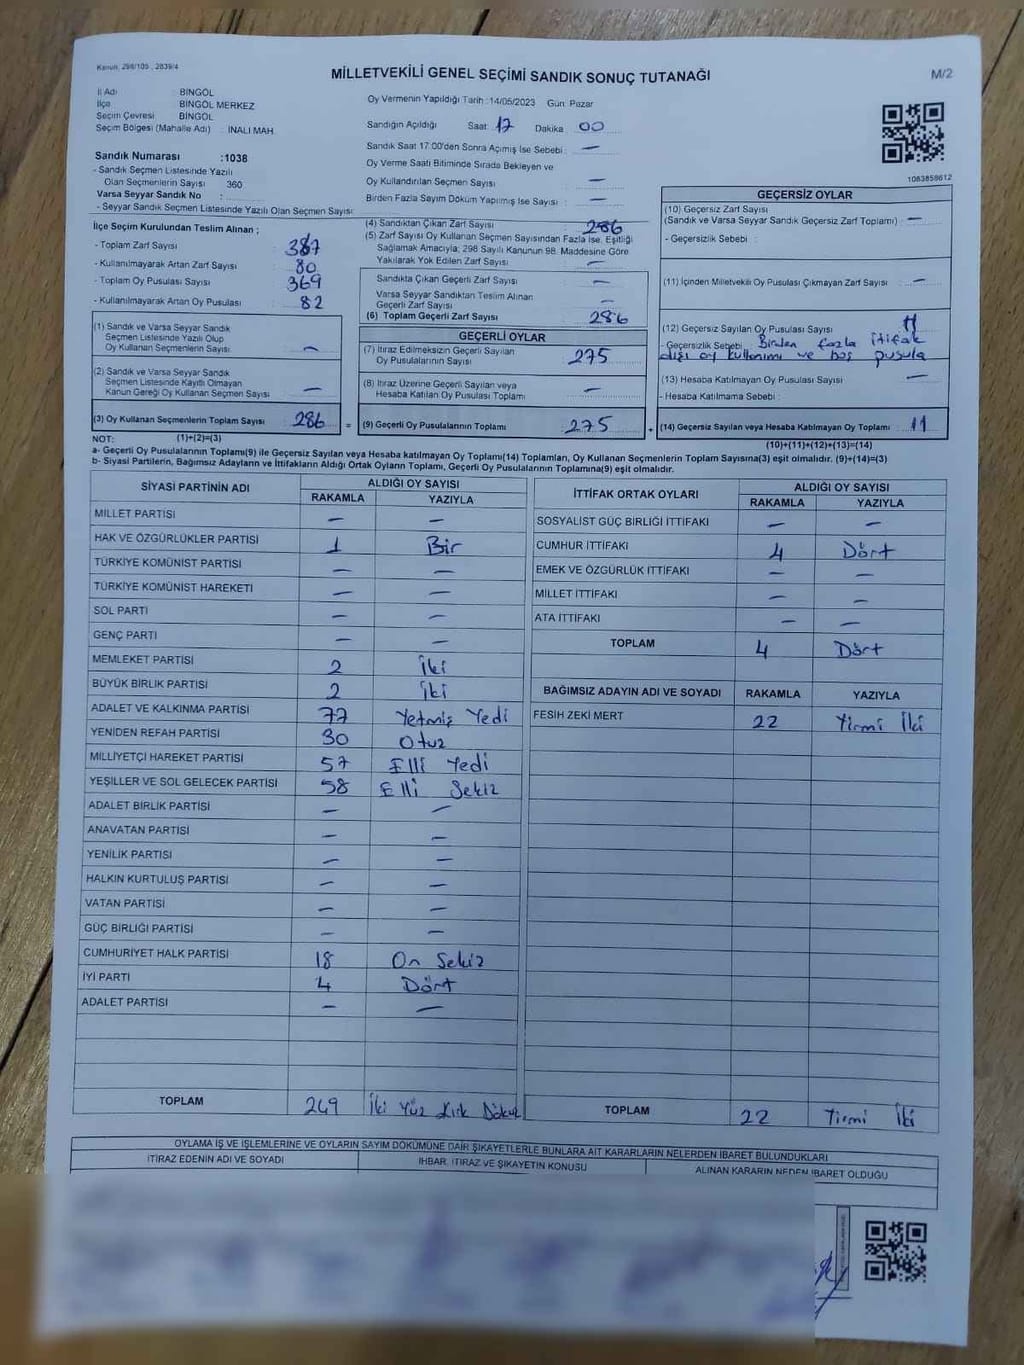 Kanun, 298/105 , 2839/4
MİLLETVEKİLİ GENEL SEÇİMİ SANDIK SONUÇ TUTANAĞI
M/2
İl Adı BİNGÖL
İlçe BİNGÖL MERKEZ
Seçim Çevresi BİNGÖL
Seçim Bölgesi (Mahalle Adı) : İNALI MAH.
Oy Vermenin Yapıldığı Tarih :14/05/2023 Gün: Pazar
Sandığın Açıldığı Saat: 17 Dakika 00
Sandık Saat 17:00'den Sonra Açımış İse Sebebi : —
Oy Verme Saati Bitiminde Sırada Bekleyen ve
Oy Kullandırılan Seçmen Sayısı : —
Birden Fazla Sayım Döküm Yapılmış İse Sayısı : —
1083858612
Sandık Numarası :1038
- Sandık Seçmen Listesinde Yazılı
Olan Seçmenlerin Sayısı 360
Varsa Seyyar Sandık No :
- Seyyar Sandık Seçmen Listesinde Yazılı Olan Seçmen Sayısı
İlçe Seçim Kurulundan Teslim Alınan ;
- Toplam Zarf Sayısı 387
- Kullanılmayarak Artan Zarf Sayısı 80
- Toplam Oy Pusulası Sayısı 369
- Kullanılmayarak Artan Oy Pusulası 82
(1) Sandık ve Varsa Seyyar Sandık
Seçmen Listesinde Yazılı Olup
Oy Kullanan Seçmenlerin Sayısı —
(2) Sandık ve Varsa Seyyar Sandık
Seçmen Listesinde Kayıtlı Olmayan
Kanun Gereği Oy Kullanan Seçmen Sayısı —
(3) Oy Kullanan Seçmenlerin Toplam Sayısı 286
(1)+(2)=(3)
(4) Sandıktan Çıkan Zarf Sayısı 286
(5) Zarf Sayısı Oy Kullanan Seçmen Sayısından Fazla İse, Eşitliği
Sağlamak Amacıyla; 298 Sayılı Kanunun 98. Maddesine Göre
Yakılarak Yok Edilen Zarf Sayısı —
Sandıkta Çıkan Geçerli Zarf Sayısı —
Varsa Seyyar Sandıktan Teslim Alınan
Geçerli Zarf Sayısı —
(6) Toplam Geçerli Zarf Sayısı 286
GEÇERLİ OYLAR
(7) İtiraz Edilmeksizin Geçerli Sayılan
Oy Pusulalarının Sayısı 275
(8) İtiraz Üzerine Geçerli Sayılan veya
Hesaba Katılan Oy Pusulası Toplamı —
= (9) Geçerli Oy Pusulalarının Toplamı 275
GEÇERSİZ OYLAR
(10) Geçersiz Zarf Sayısı
(Sandık ve Varsa Seyyar Sandık Geçersiz Zarf Toplamı) : —
- Geçersizlik Sebebi :
(11) İçinden Milletvekili Oy Pusulası Çıkmayan Zarf Sayısı —
(12) Geçersiz Sayılan Oy Pusulası Sayısı 11
- Geçersizlik Sebebi Birden fazla itifak
dışı oy kullanımı ve boş pusula
(13) Hesaba Katılmayan Oy Pusulası Sayısı —
- Hesaba Katılmama Sebebi :
+ (14) Geçersiz Sayılan veya Hesaba Katılmayan Oy Toplamı : 11
(10)+(11)+(12)+(13)=(14)
NOT:
a- Geçerli Oy Pusulalarının Toplam(9) ile Geçersiz Sayılan veya Hesaba katılmayan Oy Toplam(14) Toplamları, Oy Kullanan Seçmenlerin Toplam Sayısına(3) eşit olmalıdır. (9)+(14)=(3)
b- Siyasi Partilerin, Bağımsız Adayların ve İttifakların Aldığı Ortak Oyların Toplamı, Geçerli Oy Pusulalarının Toplamına(9) eşit olmalıdır.
SİYASİ PARTİNİN ADI ALDIĞI OY SAYISI
RAKAMLA YAZIYLA
MİLLET PARTİSİ — —
HAK VE ÖZGÜRLÜKLER PARTİSİ 1 Bir
TÜRKİYE KOMÜNİST PARTİSİ — —
TÜRKİYE KOMÜNİST HAREKETİ — —
SOL PARTİ — —
GENÇ PARTİ — —
MEMLEKET PARTİSİ 2 İki
BÜYÜK BİRLİK PARTİSİ 2 İki
ADALET VE KALKINMA PARTİSİ 77 Yetmiş Yedi
YENİDEN REFAH PARTİSİ 30 Otuz
MİLLİYETÇİ HAREKET PARTİSİ 57 Elli Yedi
YEŞİLLER VE SOL GELECEK PARTİSİ 58 Elli Sekiz
ADALET BİRLİK PARTİSİ — —
ANAVATAN PARTİSİ — —
YENİLİK PARTİSİ — —
HALKIN KURTULUŞ PARTİSİ — —
VATAN PARTİSİ — —
GÜÇ BİRLİĞİ PARTİSİ — —
CUMHURİYET HALK PARTİSİ 18 On Sekiz
İYİ PARTİ 4 Dört
ADALET PARTİSİ — —
TOPLAM 249 İki Yüz Kırk Dokuz
İTTİFAK ORTAK OYLARI ALDIĞI OY SAYISI
RAKAMLA YAZIYLA
SOSYALİST GÜÇ BİRLİĞİ İTTİFAKI — —
CUMHUR İTTİFAKI 4 Dört
EMEK VE ÖZGÜRLÜK İTTİFAKI — —
MİLLET İTTİFAKI — —
ATA İTTİFAKI — —
TOPLAM 4 Dört
BAĞIMSIZ ADAYIN ADI VE SOYADI RAKAMLA YAZIYLA
FESİH ZEKİ MERT 22 Yirmi İki
TOPLAM 22 Yirmi İki
OYLAMA İŞ VE İŞLEMLERİNE VE OYLARIN SAYIM DÖKÜMÜNE DAİR ŞİKAYETLERLE BUNLARA AİT KARARLARIN NELERDEN İBARET BULUNDUKLARI
İTİRAZ EDENİN ADI VE SOYADI İHBAR, İTİRAZ VE ŞİKAYETİN KONUSU ALINAN KARARIN NEDEN İBARET OLDUĞU